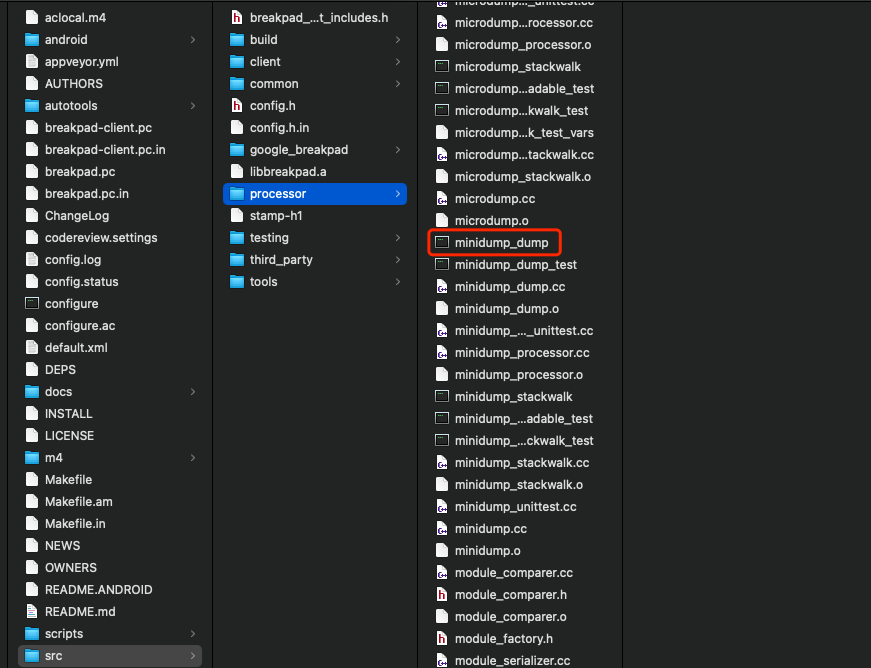 aclocal.m4
android
appveyor.yml
AUTHORS
autotools
breakpad-client.pc
breakpad-client.pc.in
breakpad.pc
breakpad.pc.in
ChangeLog
codereview.settings
config.log
config.status
configure
configure.ac
default.xml
DEPS
docs
INSTALL
LICENSE
m4
Makefile
Makefile.am
Makefile.in
NEWS
OWNERS
README.ANDROID
README.md
scripts
src
breakpad_...t_includes.h
build
client
common
config.h
config.h.in
google_breakpad
libbreakpad.a
processor
stamp-h1
testing
third_party
tools
microdump..._unittest.cc
microdump...rocessor.cc
microdump_processor.o
microdump_stackwalk
microdump...adable_test
microdump...kwalk_test
microdump...k_test_vars
microdump...tackwalk.cc
microdump_stackwalk.o
microdump.cc
microdump.o
minidump_dump
minidump_dump_test
minidump_dump.cc
minidump_dump.o
minidump_..._unittest.cc
minidump_processor.cc
minidump_processor.o
minidump_stackwalk
minidump_...adable_test
minidump_...ckwalk_test
minidump_stackwalk.cc
minidump_stackwalk.o
minidump_unittest.cc
minidump.cc
minidump.o
module_comparer.cc
module_comparer.h
module_comparer.o
module_factory.h
module_serializer.cc